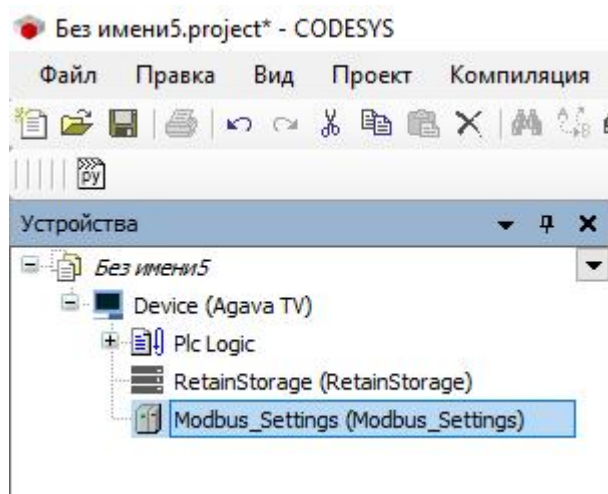 Без имени5.project* - CODESYS
Файл Правка Вид Проект Компиляция
py
Устройства
Без имени5
Device (Agava TV)
Plc Logic
RetainStorage (RetainStorage)
Modbus_Settings (Modbus_Settings)